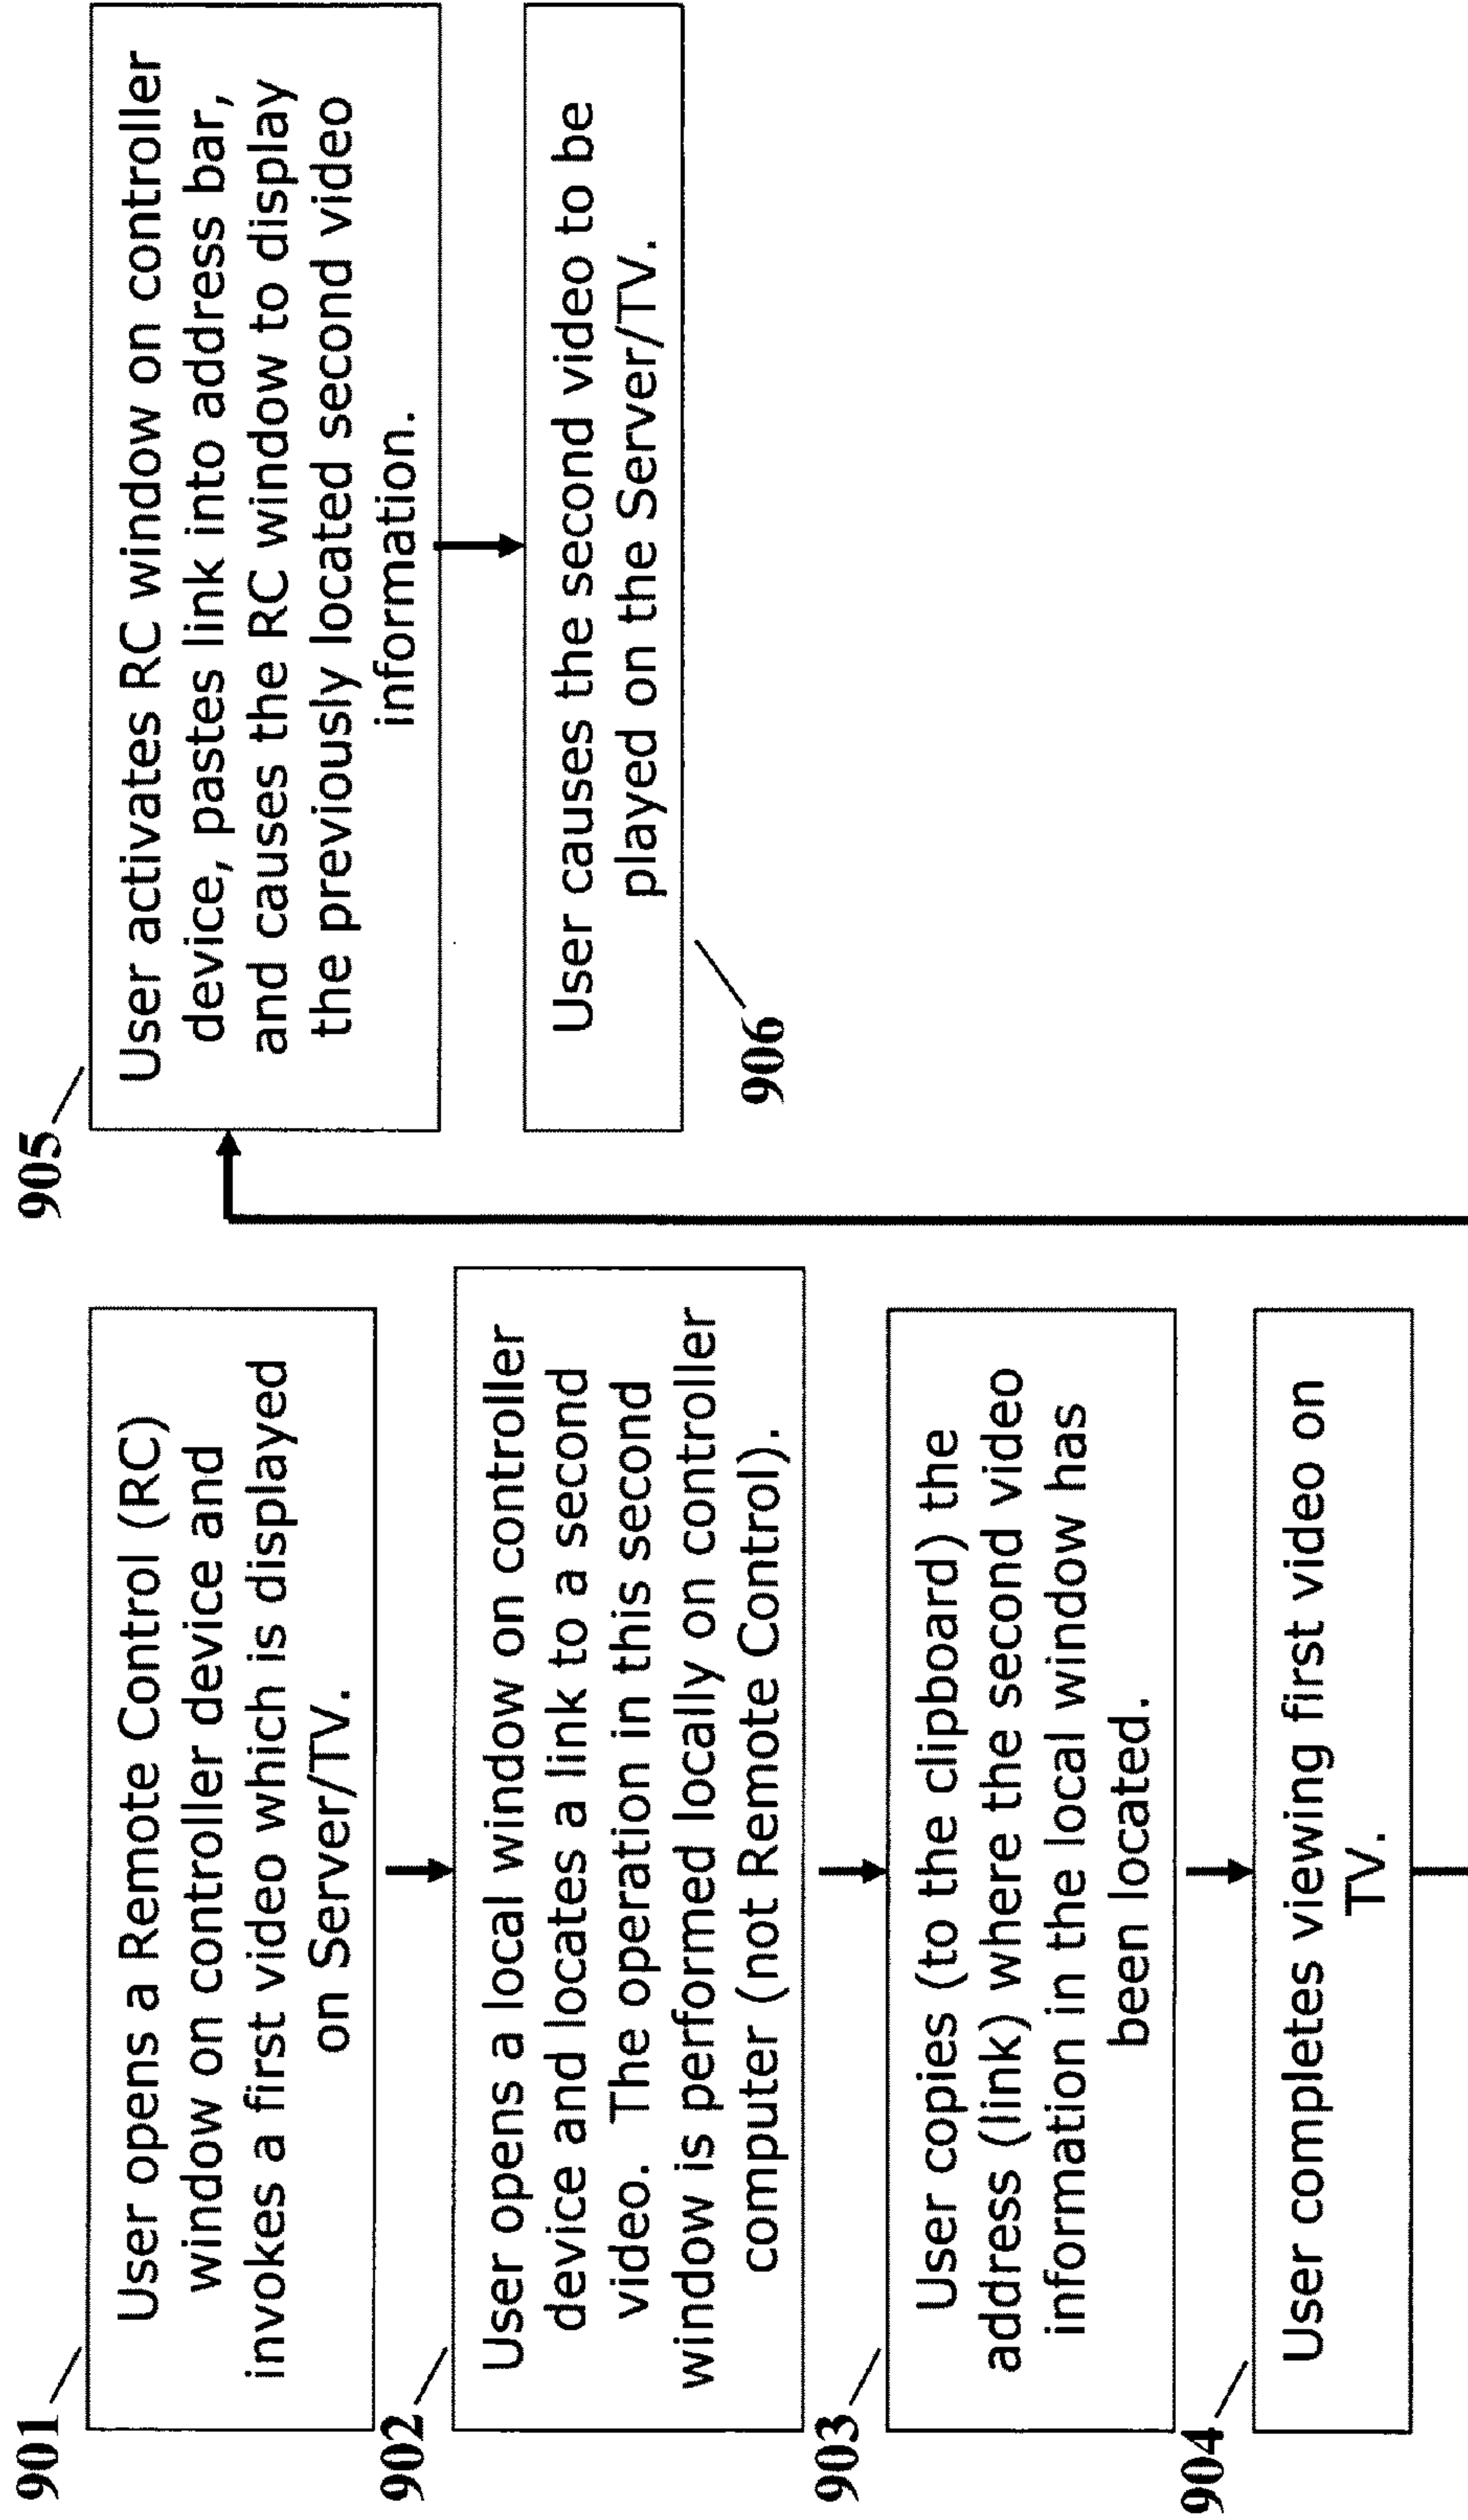 901
User opens a Remote Control (RC)
window on controller device and
invokes a first video which is displayed
on Server/TV.
902
User opens a local window on controller
device and locates a link to a second
video. The operation in this second
window is performed locally on controller
computer (not Remote Control).
903
User copies (to the clipboard) the
address (link) where the second video
information in the local window has
been located.
904
User completes viewing first video on
TV.
905
User activates RC window on controller
device, pastes link into address bar,
and causes the RC window to display
the previously located second video
information.
User causes the second video to be
played on the Server/TV.
906